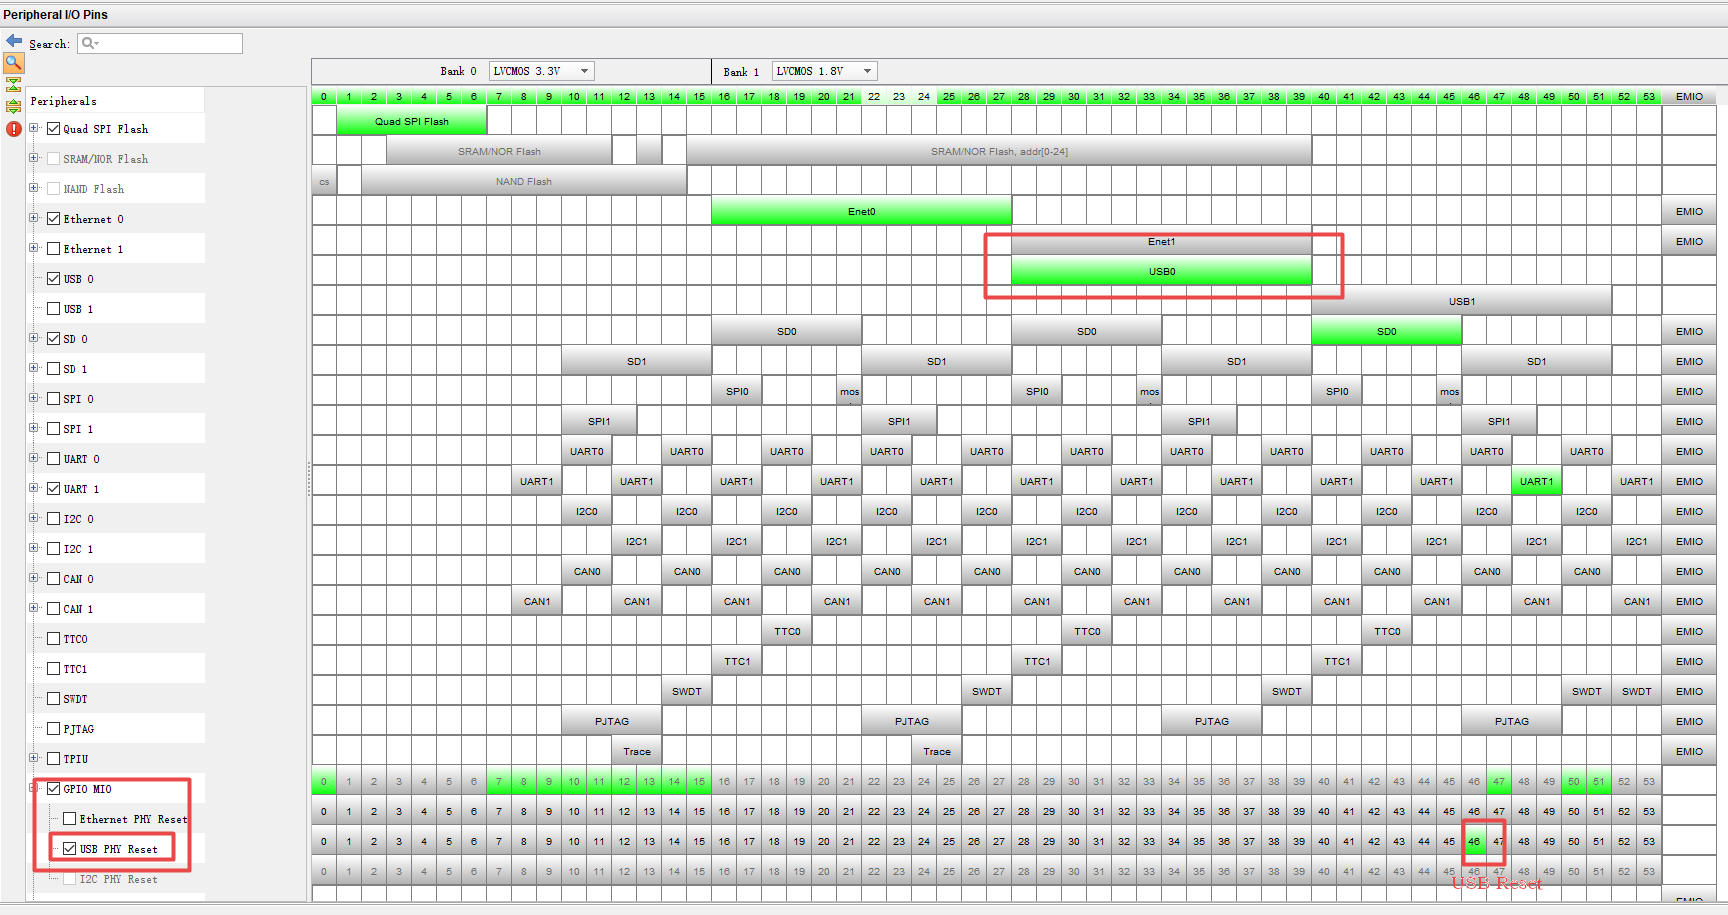 Peripheral I/O Pins
Search:
Bank 0 LVCMOS 3.3V Bank 1 LVCMOS 1.8V
0 1 2 3 4 5 6 7 8 9 10 11 12 13 14 15 16 17 18 19 20 21 22 23 24 25 26 27 28 29 30 31 32 33 34 35 36 37 38 39 40 41 42 43 44 45 46 47 48 49 50 51 52 53 EMIO
Peripherals
Quad SPI Flash Quad SPI Flash
SRAM/NOR Flash SRAM/NOR Flash SRAM/NOR Flash, addr[0-24]
NAND Flash cs NAND Flash
Ethernet 0 Enet0 EMIO
Ethernet 1 Enet1 EMIO
USB 0 USB0
USB 1 USB1
SD 0 SD0 SD0 SD0 EMIO
SD 1 SD1 SD1 SD1 SD1 EMIO
SPI 0 SPI0 mos SPI0 mos SPI0 mos EMIO
SPI 1 SPI1 SPI1 SPI1 SPI1 EMIO
UART 0 UART0 UART0 UART0 UART0 UART0 UART0 UART0 UART0 UART0 UART0 UART0 EMIO
UART 1 UART1 UART1 UART1 UART1 UART1 UART1 UART1 UART1 UART1 UART1 UART1 UART1 EMIO
I2C 0 I2C0 I2C0 I2C0 I2C0 I2C0 I2C0 I2C0 I2C0 I2C0 I2C0 I2C0 EMIO
I2C 1 I2C1 I2C1 I2C1 I2C1 I2C1 I2C1 I2C1 I2C1 I2C1 I2C1 I2C1 EMIO
CAN 0 CAN0 CAN0 CAN0 CAN0 CAN0 CAN0 CAN0 CAN0 CAN0 CAN0 CAN0 EMIO
CAN 1 CAN1 CAN1 CAN1 CAN1 CAN1 CAN1 CAN1 CAN1 CAN1 CAN1 CAN1 CAN1 EMIO
TTC0 TTC0 TTC0 TTC0 EMIO
TTC1 TTC1 TTC1 TTC1 EMIO
SWDT SWDT SWDT SWDT SWDT SWDT EMIO
PJTAG PJTAG PJTAG PJTAG PJTAG EMIO
TPIU Trace Trace EMIO
GPIO MIO 0 1 2 3 4 5 6 7 8 9 10 11 12 13 14 15 16 17 18 19 20 21 22 23 24 25 26 27 28 29 30 31 32 33 34 35 36 37 38 39 40 41 42 43 44 45 46 47 48 49 50 51 52 53
Ethernet PHY Reset 0 1 2 3 4 5 6 7 8 9 10 11 12 13 14 15 16 17 18 19 20 21 22 23 24 25 26 27 28 29 30 31 32 33 34 35 36 37 38 39 40 41 42 43 44 45 46 47 48 49 50 51 52 53
USB PHY Reset 0 1 2 3 4 5 6 7 8 9 10 11 12 13 14 15 16 17 18 19 20 21 22 23 24 25 26 27 28 29 30 31 32 33 34 35 36 37 38 39 40 41 42 43 44 45 46 47 48 49 50 51 52 53
I2C PHY Reset 0 1 2 3 4 5 6 7 8 9 10 11 12 13 14 15 16 17 18 19 20 21 22 23 24 25 26 27 28 29 30 31 32 33 34 35 36 37 38 39 40 41 42 43 44 45 46 47 48 49 50 51 52 53
USB Reset
EMIO